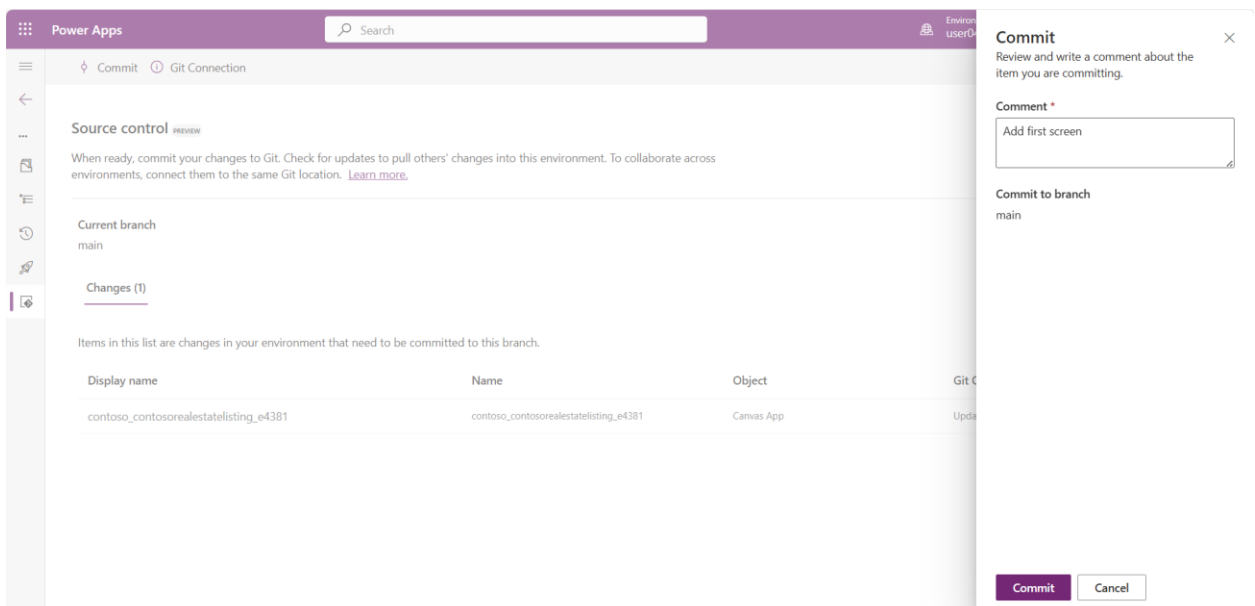 Power Apps
Search
Environ
user04
Commit
Git Connection
Source control PREVIEW
When ready, commit your changes to Git. Check for updates to pull others' changes into this environment. To collaborate across
environments, connect them to the same Git location. Learn more.
Current branch
main
Changes (1)
Items in this list are changes in your environment that need to be committed to this branch.
Display name Name Object Git C
contoso_contosorealestatelisting_e4381 contoso_contosorealestatelisting_e4381 Canvas App Upda
Commit
Review and write a comment about the
item you are committing.
Comment *
Add first screen
Commit to branch
main
Commit Cancel